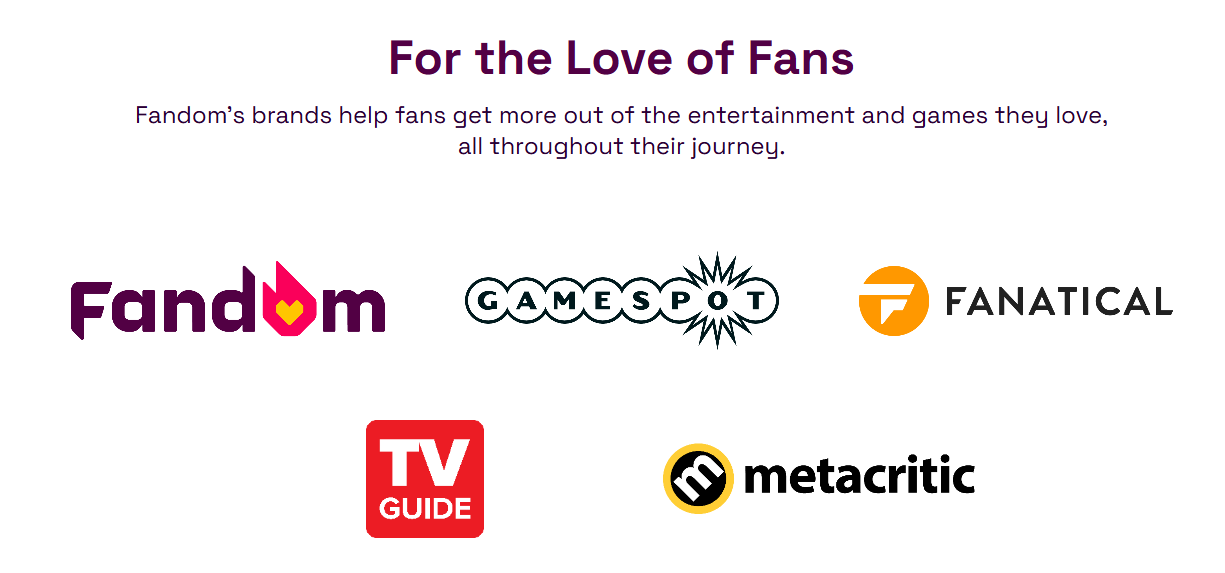 For the Love of Fans
Fandom's brands help fans get more out of the entertainment and games they love,
all throughout their journey.
Fandom
GAMESPOT
F FANATICAL
TV
GUIDE
m metacritic